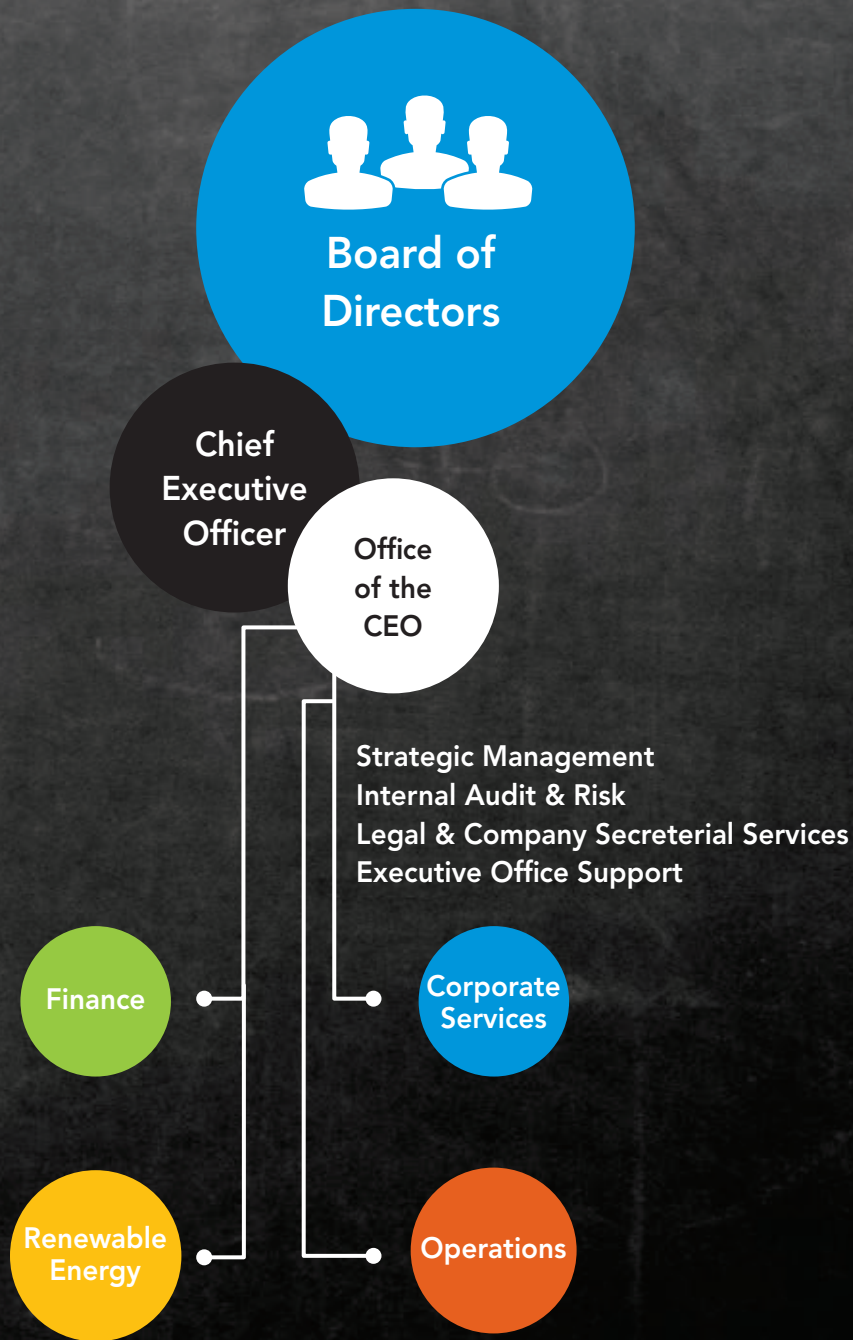 Board of
Directors
Chief
Executive
Officer
Office
of the
CEO
Strategic Management
Internal Audit & Risk
Legal & Company Secreterial Services
Executive Office Support
Finance
Corporate
Services
Renewable
Energy
Operations